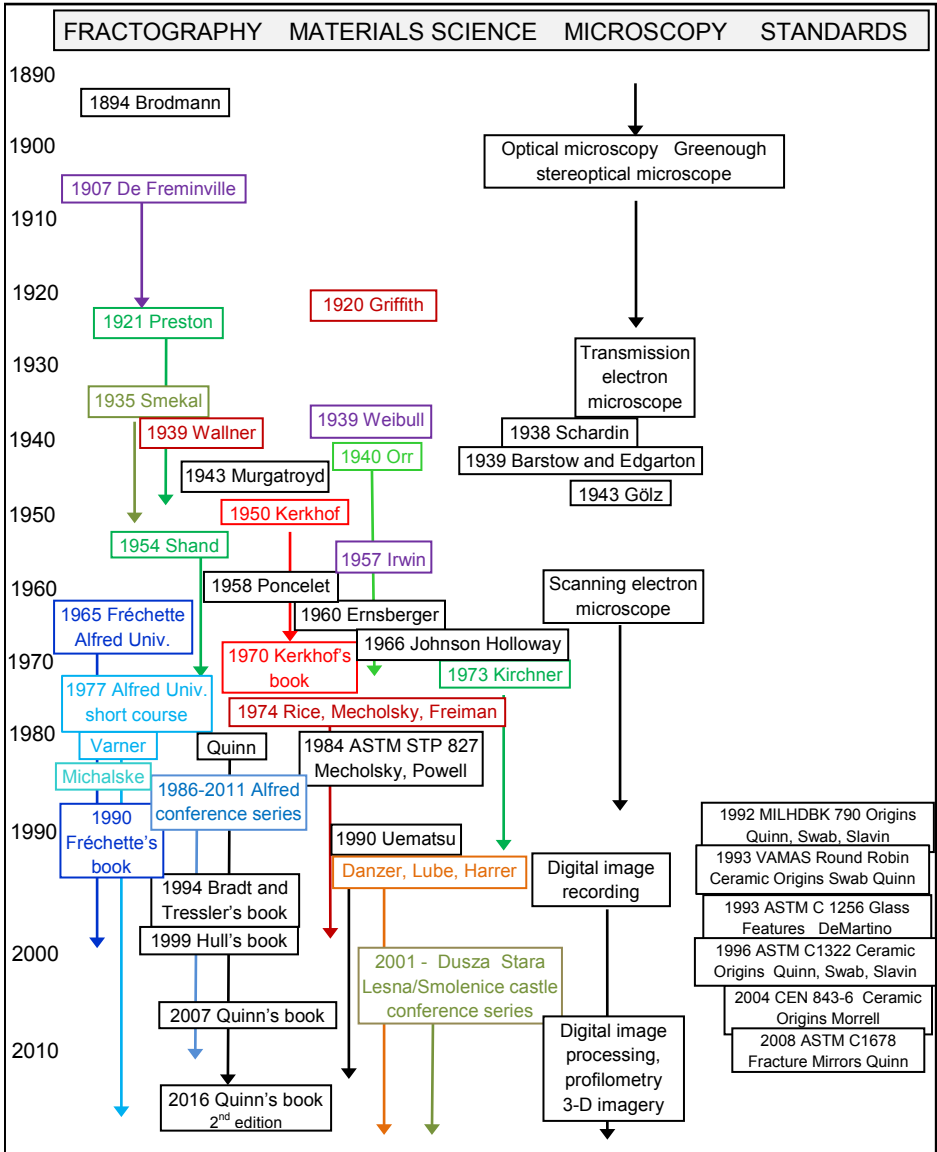 FRACTOGRAPHY MATERIALS SCIENCE MICROSCOPY STANDARDS
1890
1894 Brodmann
1900
Optical microscopy Greenough
stereoptical microscope
1907 De Freminville
1910
1920
1920 Griffith
1921 Preston
1930
Transmission
electron
microscope
1935 Smekal
1939 Wallner
1939 Weibull
1938 Schardin
1940
1940 Orr
1939 Barstow and Edgarton
1943 Murgatroyd
1943 Gölz
1950
1950 Kerkhof
1954 Shand
1957 Irwin
1958 Poncelet
1960
Scanning electron
microscope
1960 Ernsberger
1965 Fréchette
Alfred Univ.
1966 Johnson Holloway
1970
1970 Kerkhof's
book
1973 Kirchner
1977 Alfred Univ.
short course
1974 Rice, Mecholsky, Freiman
1980
Varner
Quinn
1984 ASTM STP 827
Mecholsky, Powell
Michalske
1986-2011 Alfred
conference series
1990
1990
Fréchette's
book
1990 Uematsu
1992 MILHDBK 790 Origins
Quinn, Swab, Slavin
Danzer, Lube, Harrer
Digital image
recording
1993 VAMAS Round Robin
Ceramic Origins Swab Quinn
1994 Bradt and
Tressler's book
1993 ASTM C 1256 Glass
Features DeMartino
1999 Hull's book
2000
2001 - Dusza Stara
Lesna/Smolenice castle
conference series
1996 ASTM C1322 Ceramic
Origins Quinn, Swab, Slavin
2004 CEN 843-6 Ceramic
Origins Morrell
2007 Quinn's book
2010
Digital image
processing,
profilometry
3-D imagery
2008 ASTM C1678
Fracture Mirrors Quinn
2016 Quinn's book
2nd edition